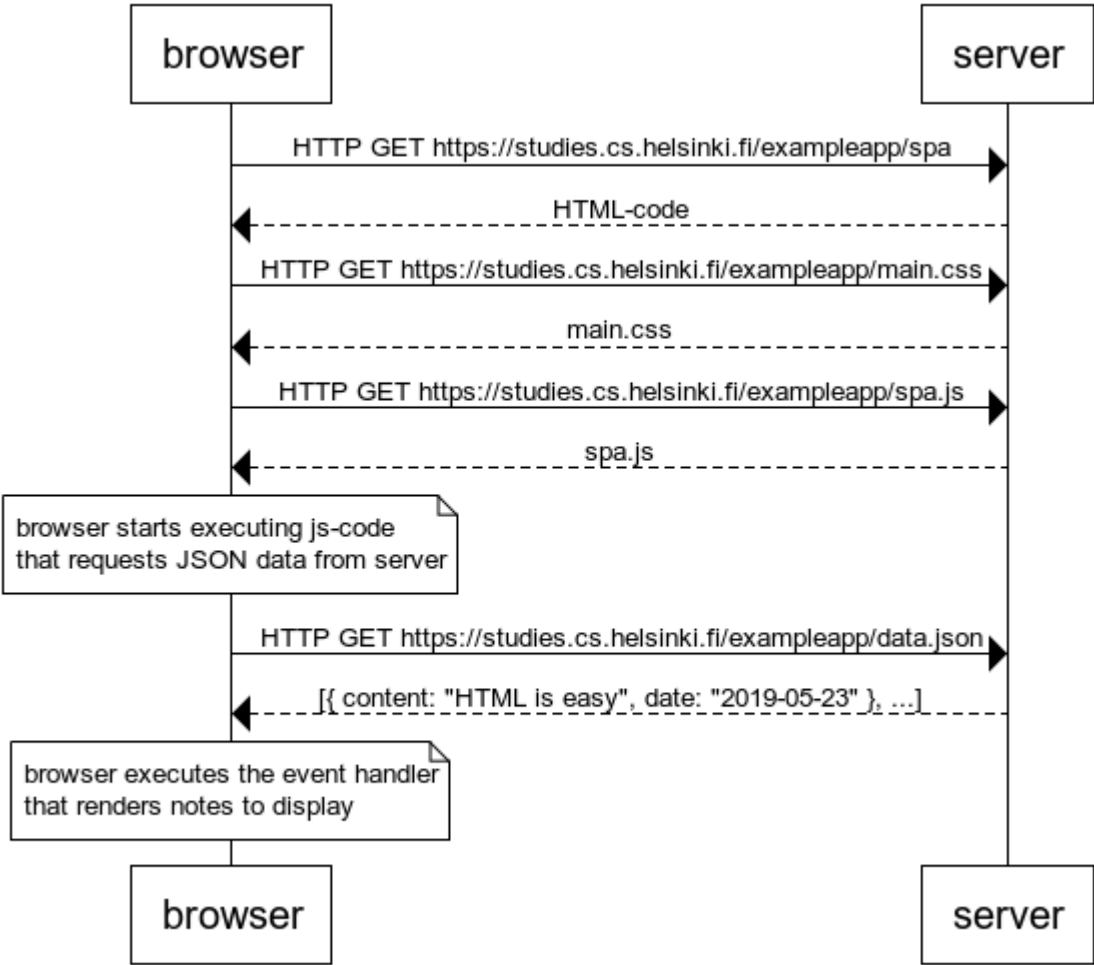 browser
server
HTTP GET https://studies.cs.helsinki.fi/exampleapp/spa
HTML-code
HTTP GET https://studies.cs.helsinki.fi/exampleapp/main.css
main.css
HTTP GET https://studies.cs.helsinki.fi/exampleapp/spa.js
spa.js
browser starts executing js-code
that requests JSON data from server
HTTP GET https://studies.cs.helsinki.fi/exampleapp/data.json
[{ content: "HTML is easy", date: "2019-05-23" }, ...]
browser executes the event handler
that renders notes to display
browser
server